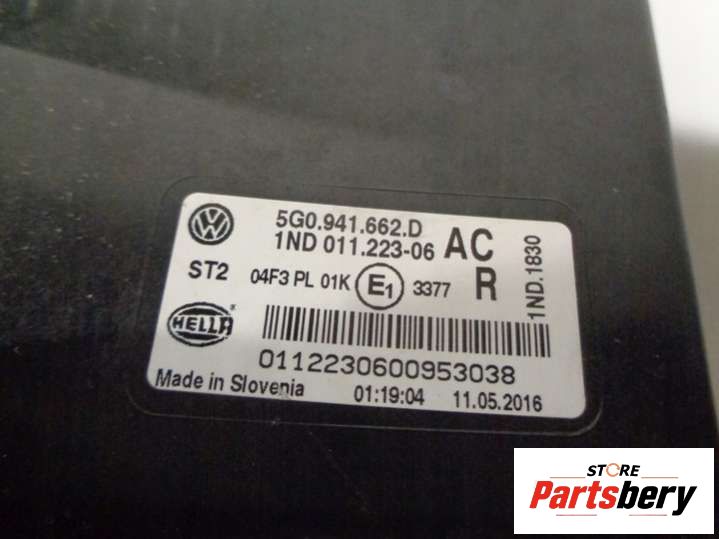 5G0.941.662.D
1ND 011.223-06 AC
ST2 04F3 PL 01K E1 3377 R
1ND.1830
HELLA
01122300600953038
Made in Slovenia 01:19:04 11.05.2016
STORE
Partsbery